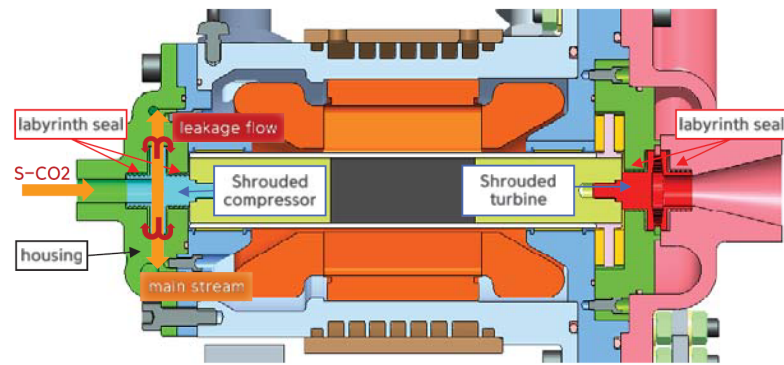 labyrinth seal
leakage flow
labyrinth seal
S-CO2
Shrouded
compressor
Shrouded
turbine
housing
main stream